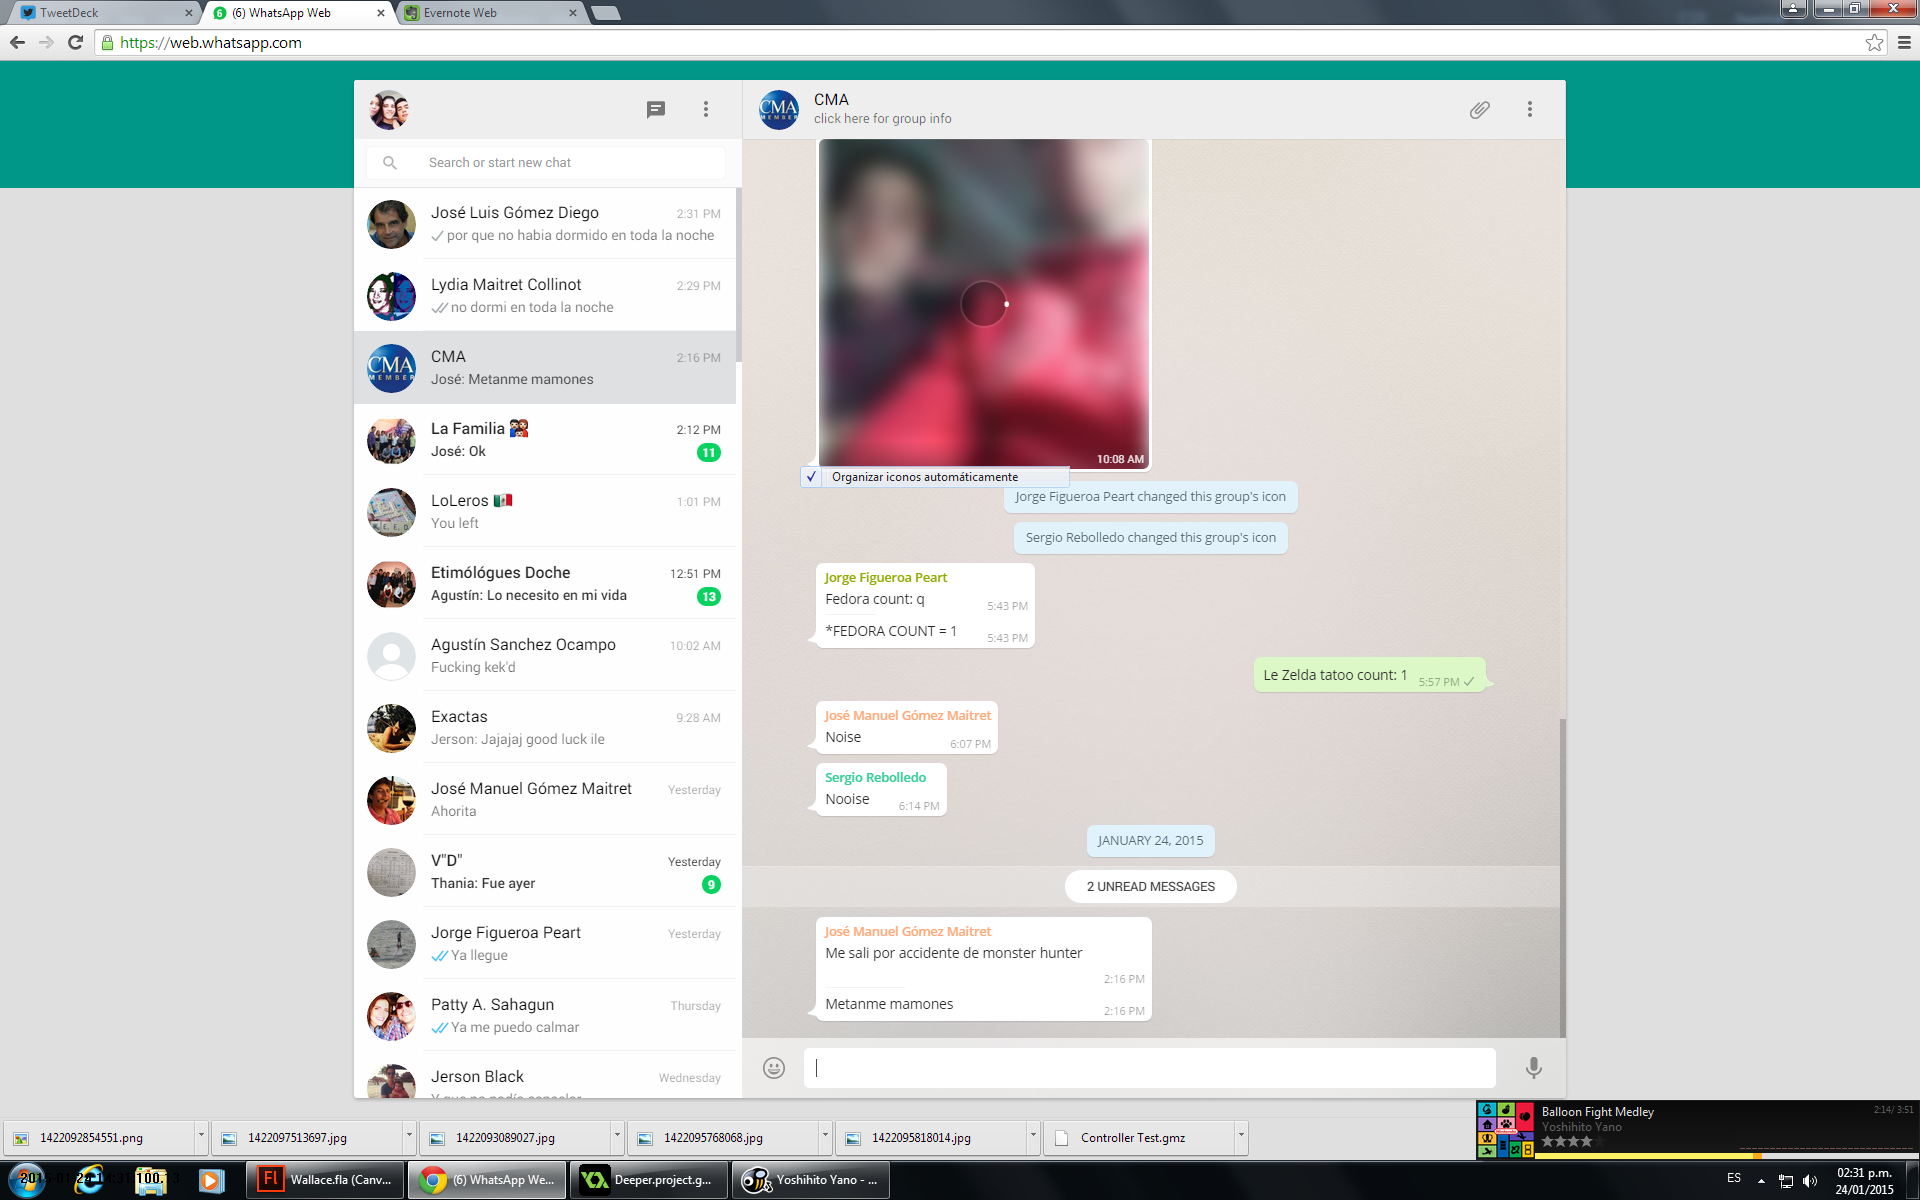 TweetDeck
(6) WhatsApp Web
Evernote Web
https://web.whatsapp.com
Search or start new chat
José Luis Gómez Diego
2:31 PM
por que no habia dormido en toda la noche
Lydia Maitret Collinot
2:29 PM
no dormi en toda la noche
CMA
2:16 PM
José: Metanme mamones
La Familia
2:12 PM
José: Ok
11
LoLeros
1:01 PM
You left
Etimólógues Doche
12:51 PM
Agustín: Lo necesito en mi vida
13
Agustín Sanchez Ocampo
10:02 AM
Fucking kek'd
Exactas
9:28 AM
Jerson: Jajajaj good luck ile
José Manuel Gómez Maitret
Yesterday
Ahorita
V"D"
Yesterday
Thania: Fue ayer
9
Jorge Figueroa Peart
Yesterday
Ya llegue
Patty A. Sahagun
Thursday
Ya me puedo calmar
Jerson Black
Wednesday
CMA
MEMBER
CMA
click here for group info
10:08 AM
Organizar iconos automáticamente
Jorge Figueroa Peart changed this group's icon
Sergio Rebolledo changed this group's icon
Jorge Figueroa Peart
Fedora count: q
5:43 PM
*FEDORA COUNT = 1
5:43 PM
Le Zelda tatoo count: 1
5:57 PM
José Manuel Gómez Maitret
Noise
6:07 PM
Sergio Rebolledo
Nooise
6:14 PM
JANUARY 24, 2015
2 UNREAD MESSAGES
José Manuel Gómez Maitret
Me sali por accidente de monster hunter
2:16 PM
Metanme mamones
2:16 PM
1422092854551.png
1422097513697.jpg
1422093089027.jpg
1422095768068.jpg
1422095818014.jpg
Controller Test.gmz
Balloon Fight Medley
2:14/ 3:51
Yoshihito Yano
Wallace.fla (Canv...
(6) WhatsApp We...
Deeper.project.g...
Yoshihito Yano - ...
ES
02:31 p.m.
24/01/2015